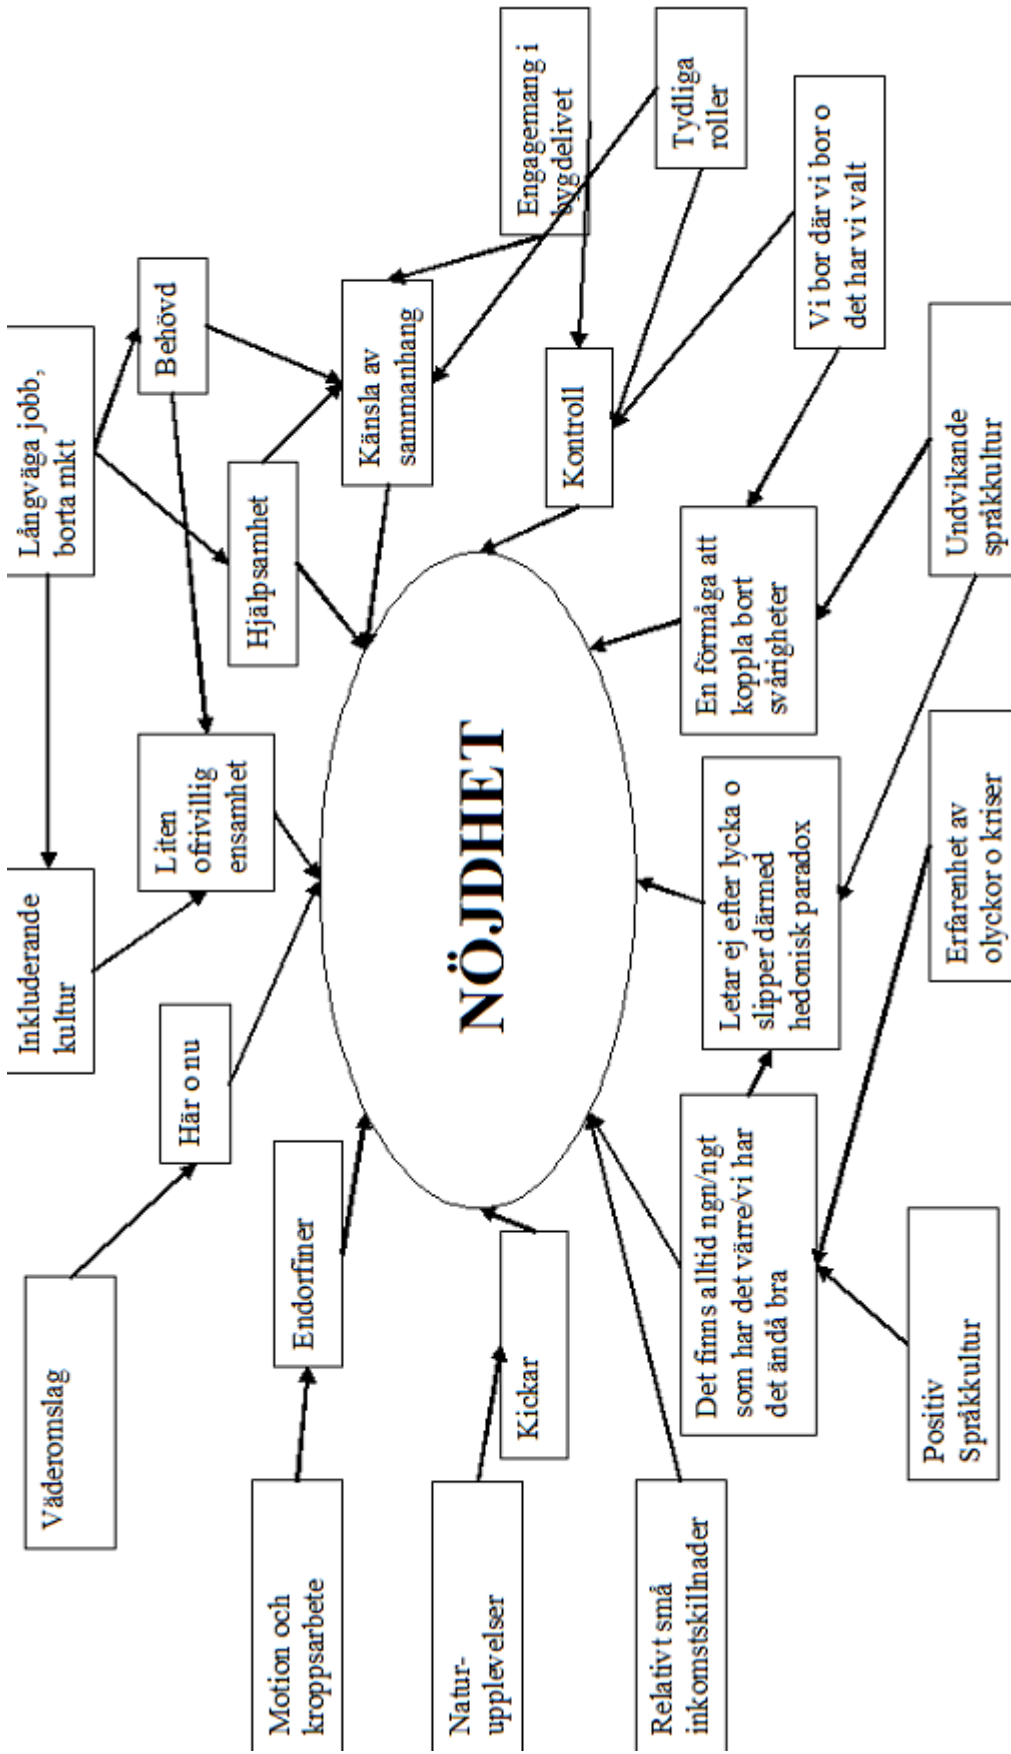 Väderomslag
Inkluderande
kultur
Långväga jobb,
borta mkt
Här o nu
Liten
ofrivillig
ensamhet
Behövd
Motion och
kroppsarbete
Endorfiner
Hjälpsamhet
Känsla av
sammanhang
Engagemang i
bygdelivet
Natur-
upplevelser
Kickar
NÖJDHET
Kontroll
Tydliga
roller
Relativt små
inkomstskillnader
Det finns alltid ngn/ngt
som har det värre/vi har
det ändå bra
Letar ej efter lycka o
slipper därmed
hedonisk paradox
En förmåga att
koppla bort
svårigheter
Vi bor där vi bor o
det har vi valt
Positiv
Språkkultur
Erfarenhet av
olyckor o kriser
Undvikande
språkkultur